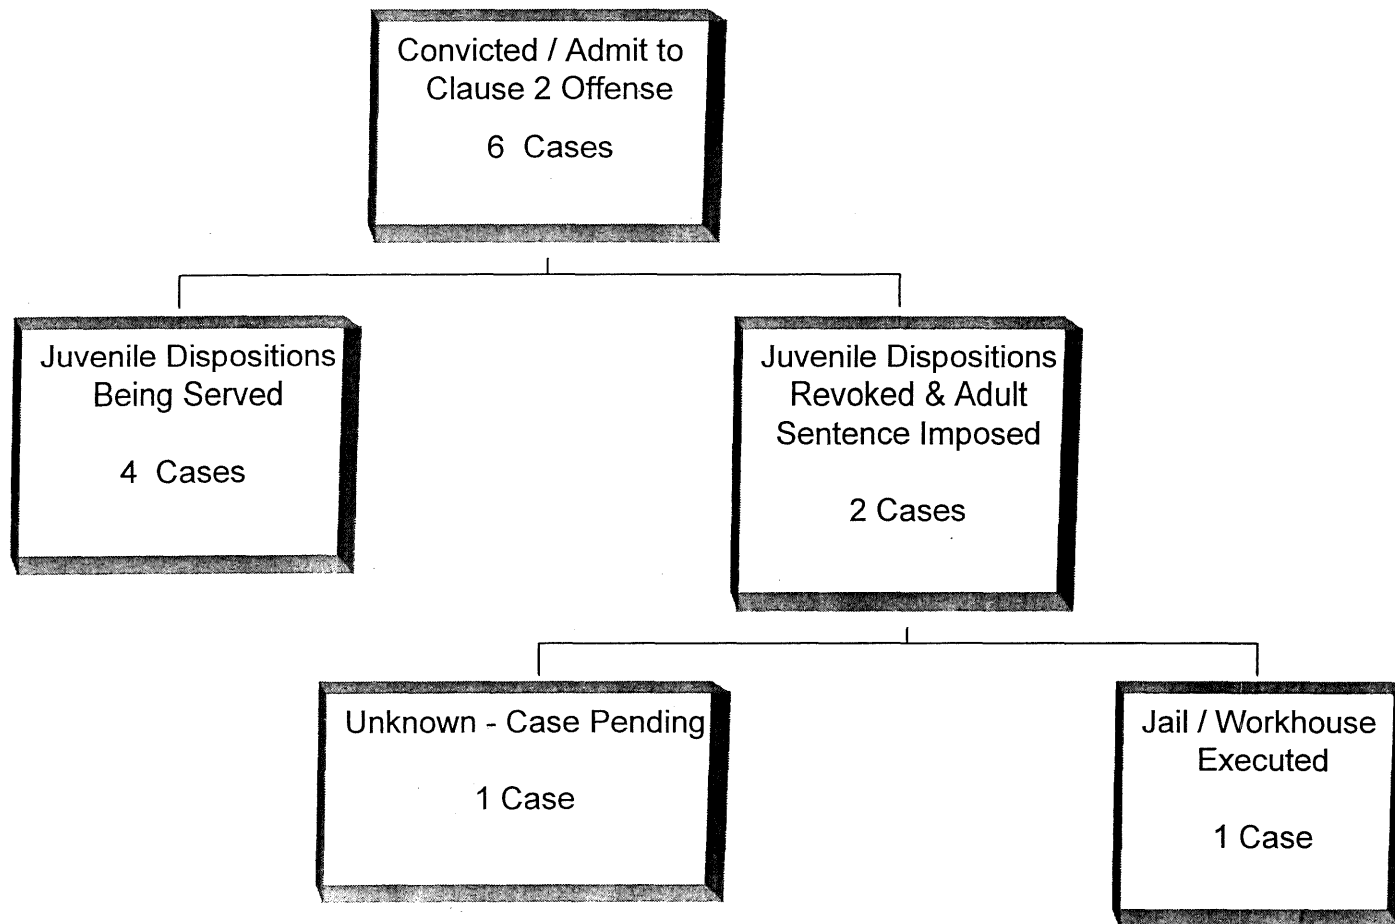 Convicted / Admit to
Clause 2 Offense
6 Cases
Juvenile Dispositions
Being Served
4 Cases
Juvenile Dispositions
Revoked & Adult
Sentence Imposed
2 Cases
Unknown - Case Pending
1 Case
Jail / Workhouse
Executed
1 Case